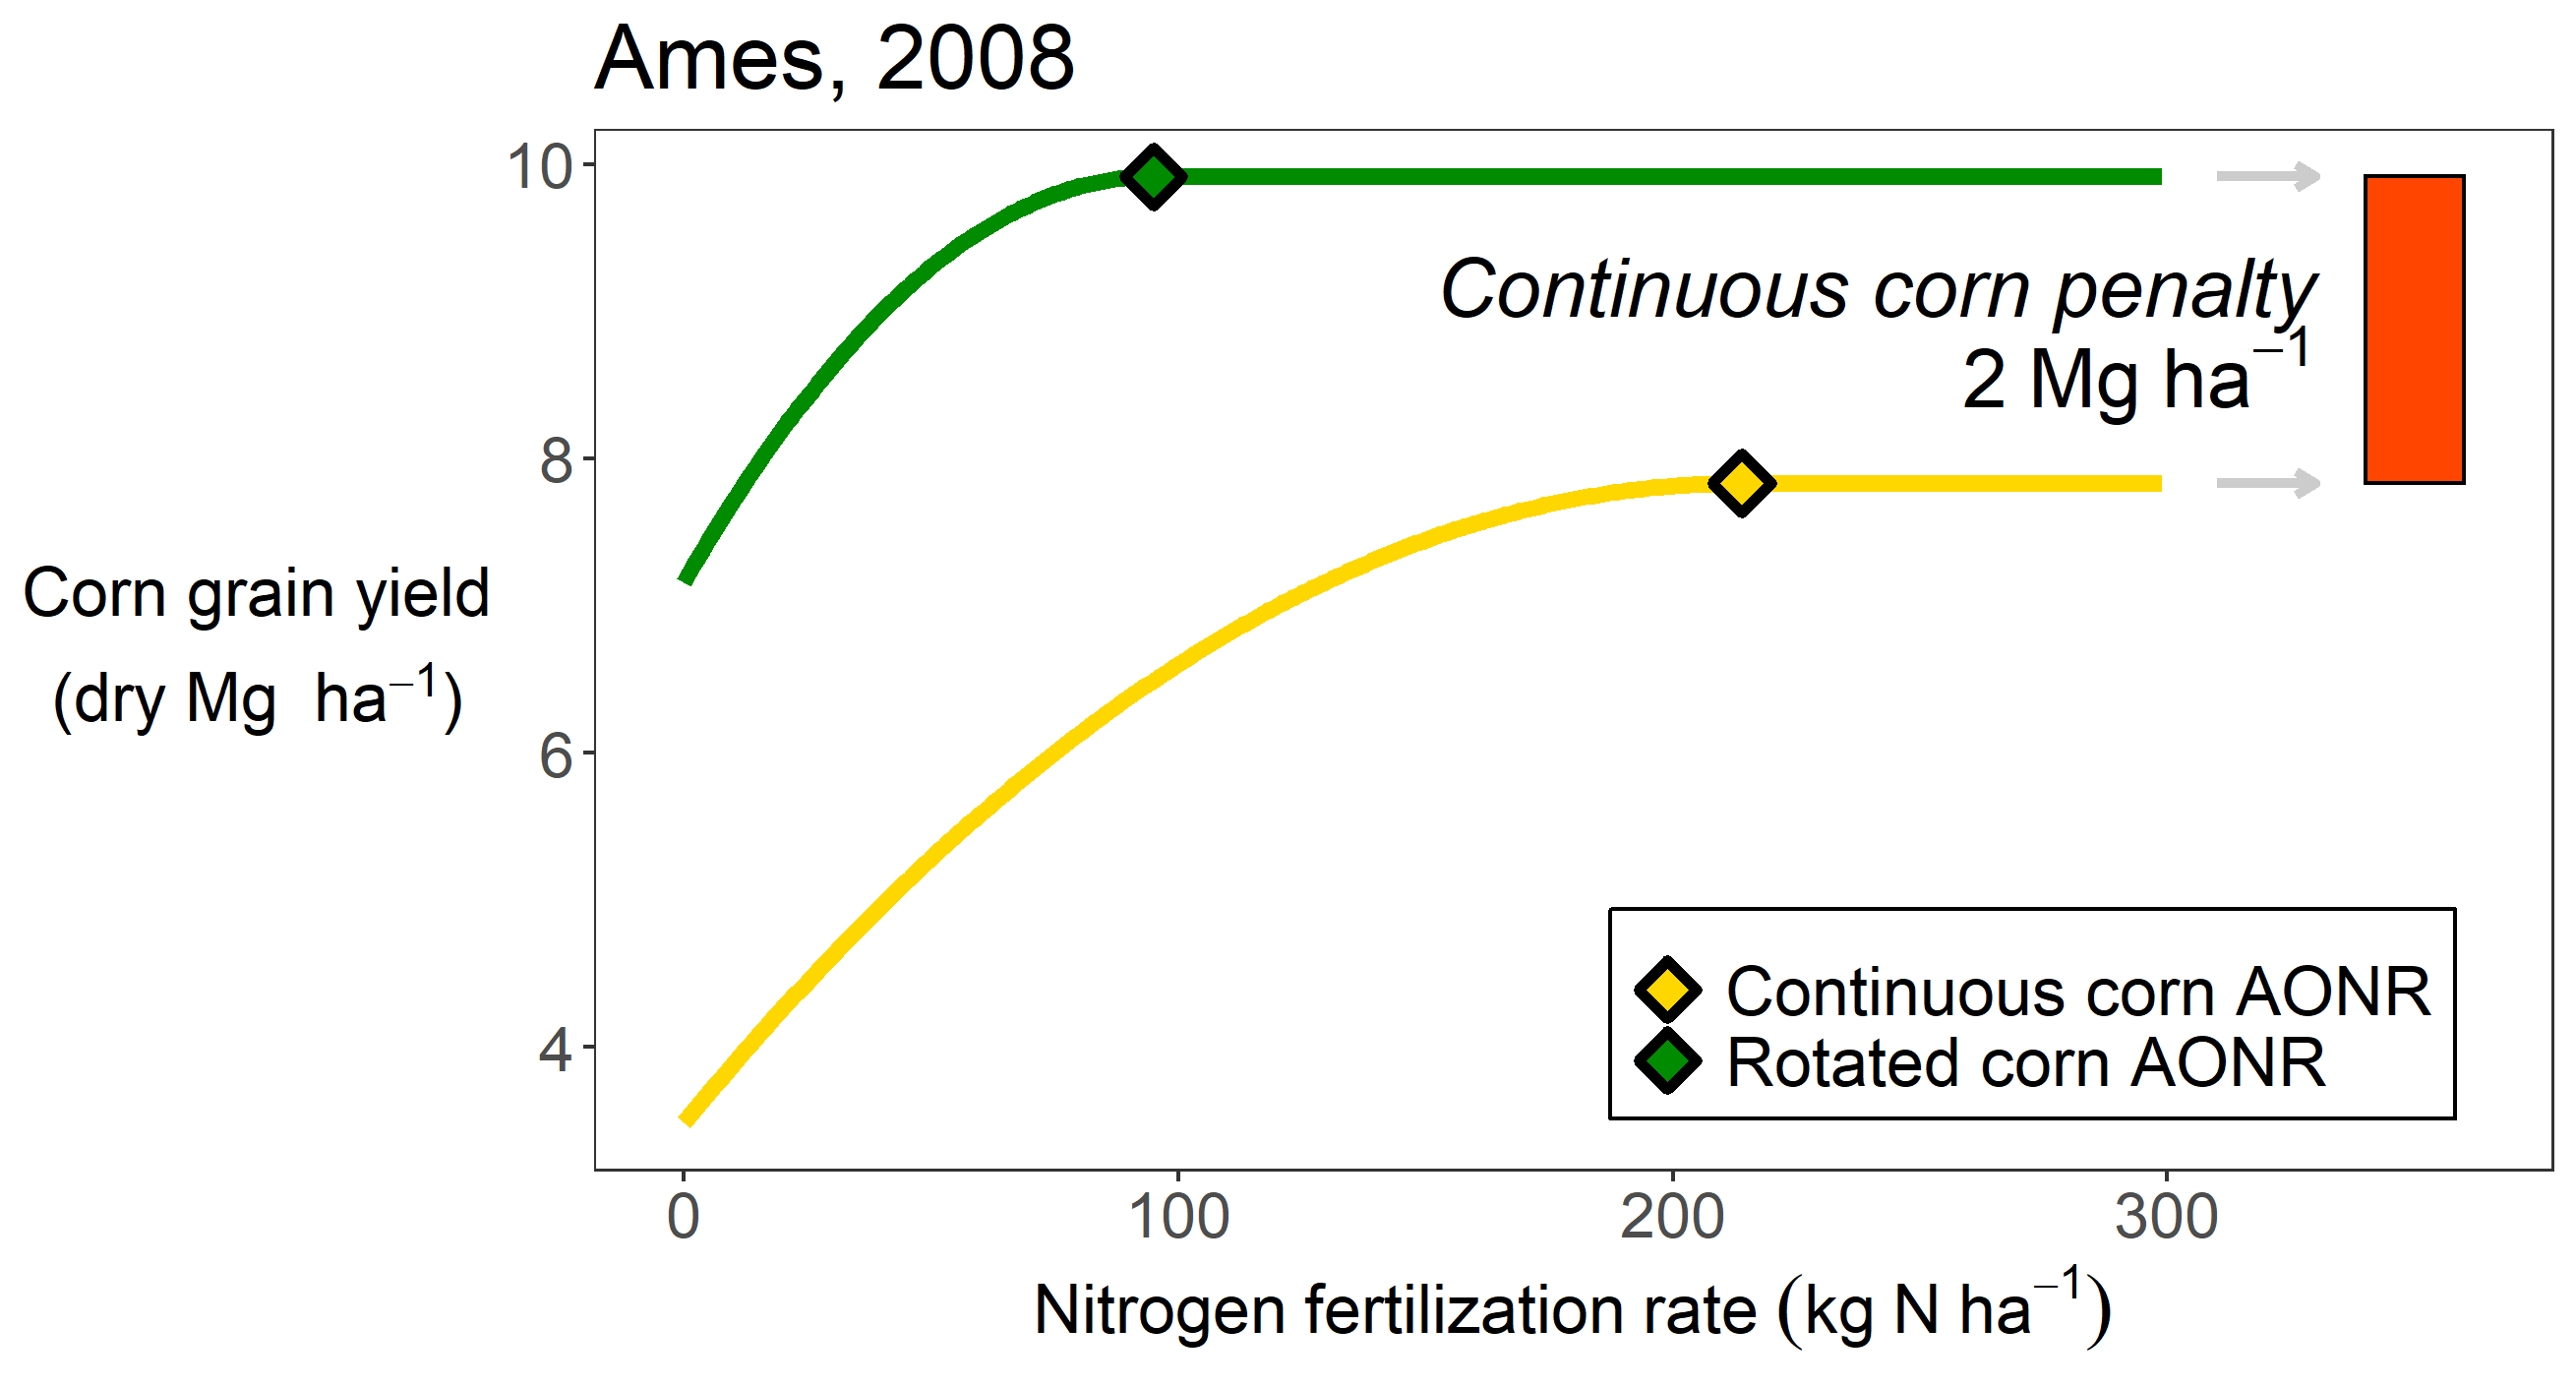 Ames, 2008
10
8
6
4
Corn grain yield
(dry Mg ha⁻¹)
Continuous corn penalty
2 Mg ha⁻¹
Continuous corn AONR
Rotated corn AONR
0 100 200 300
Nitrogen fertilization rate (kg N ha⁻¹)